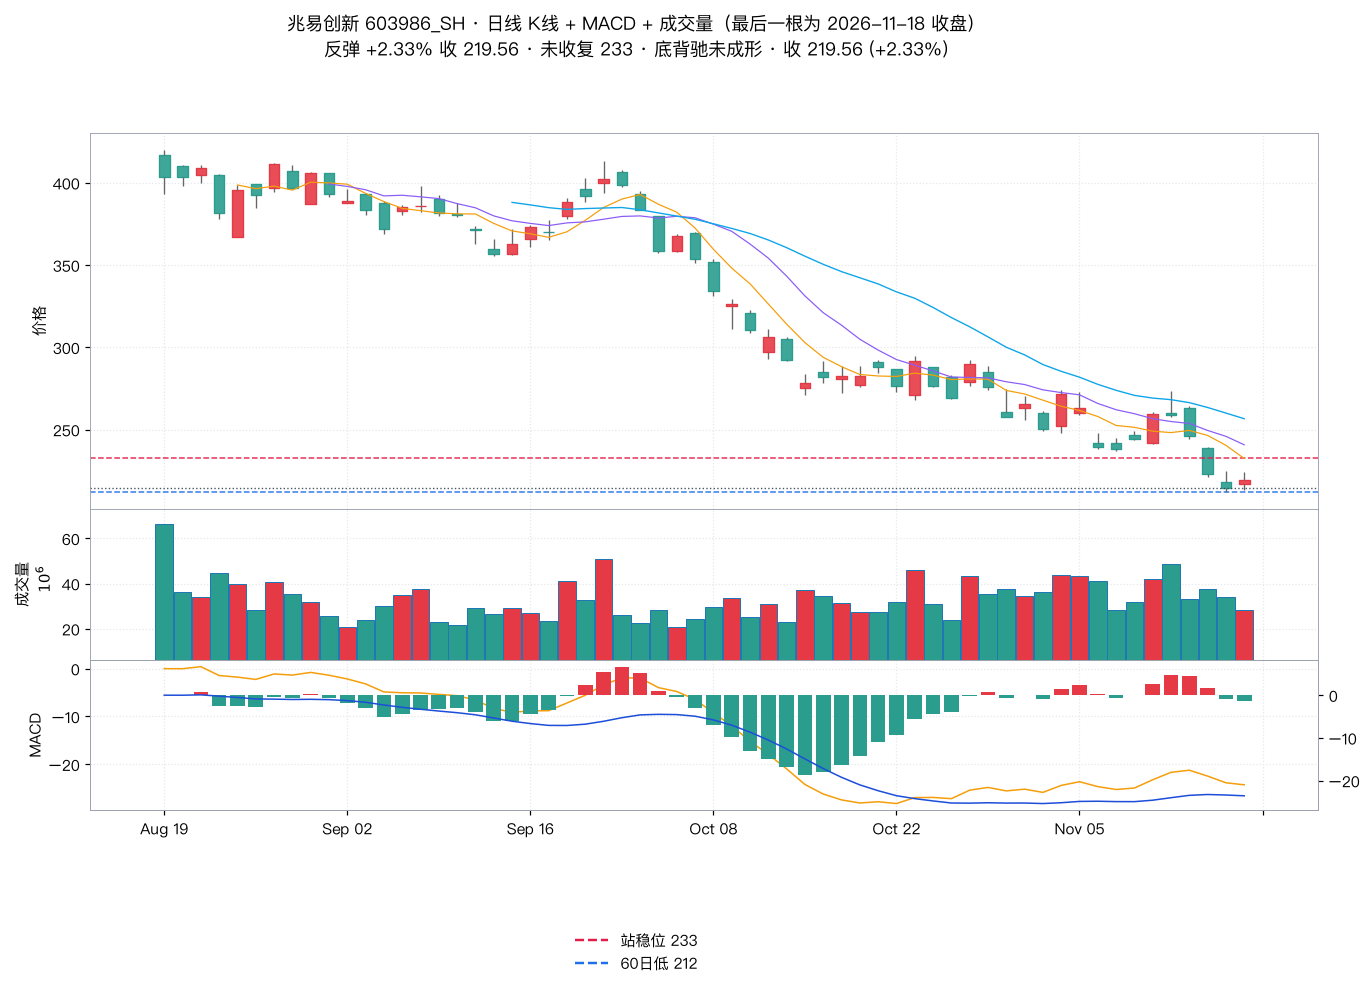 兆易创新 603986_SH · 日线 K线 + MACD + 成交量（最后一根为 2026−11−18 收盘）
反弹 +2.33% 收 219.56 · 未收复 233 · 底背驰未成形 · 收 219.56 (+2.33%)
400
350
300
250
价格
60
40
20
成交量
10⁶
0
−10
−20
MACD
0
−10
−20
Aug 19
Sep 02
Sep 16
Oct 08
Oct 22
Nov 05
站稳位 233
60日低 212